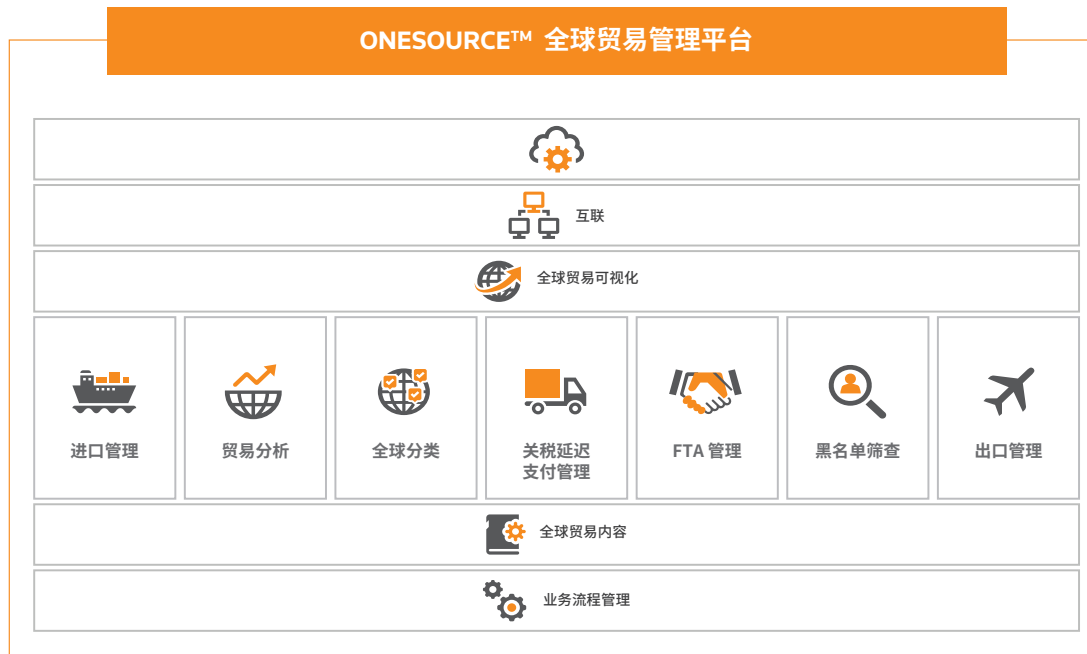 ONESOURCE™ 全球贸易管理平台
互联
全球贸易可视化
进口管理
贸易分析
全球分类
关税延迟
支付管理
FTA 管理
黑名单筛查
出口管理
全球贸易内容
业务流程管理